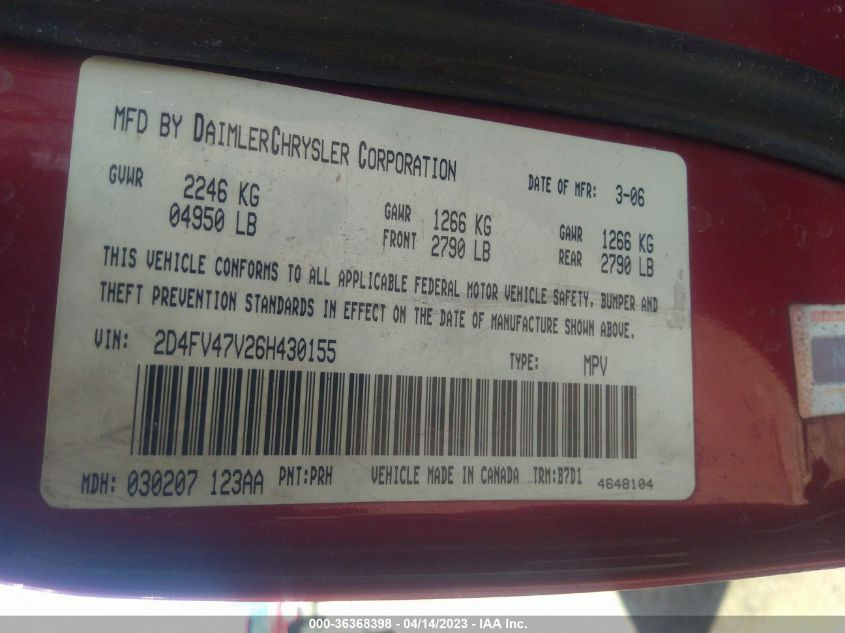 MFD BY DAIMLERCHRYSLER CORPORATION DATE OF MFR: 3-06
GVWR 2246 KG GAWR 1266 KG GAWR 1266 KG
04950 LB FRONT 2790 LB REAR 2790 LB
THIS VEHICLE CONFORMS TO ALL APPLICABLE FEDERAL MOTOR VEHICLE SAFETY, BUMPER AND
THEFT PREVENTION STANDARDS IN EFFECT ON THE DATE OF MANUFACTURE SHOWN ABOVE.
VIN: 2D4FV47V26H430155 TYPE: MPV
MDH: 030207 123AA PNT:PRH VEHICLE MADE IN CANADA TRM:B7D1 4648104
000-36368398 - 04/14/2023 - IAA Inc.